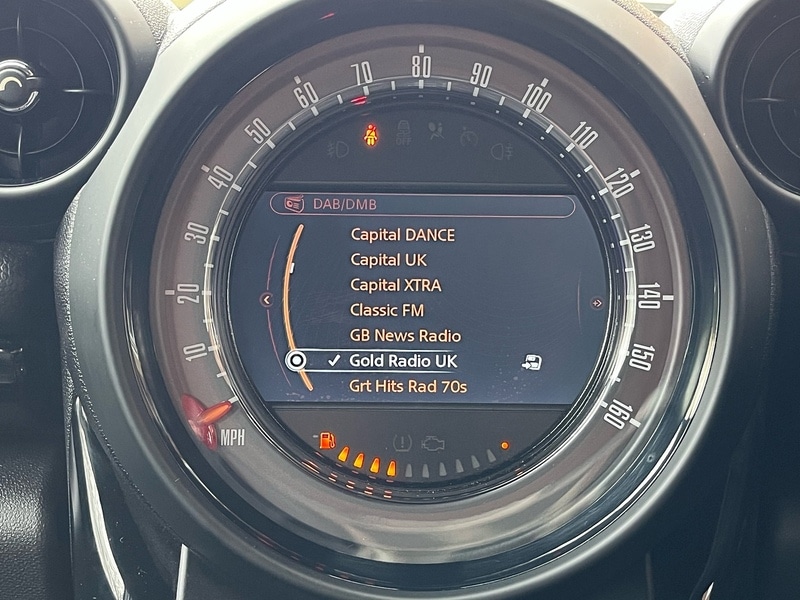 10
20
30
40
50
60
70
80
90
100
110
120
130
140
150
160
MPH
DAB/DMB
Capital DANCE
Capital UK
Capital XTRA
Classic FM
GB News Radio
Gold Radio UK
Grt Hits Rad 70s